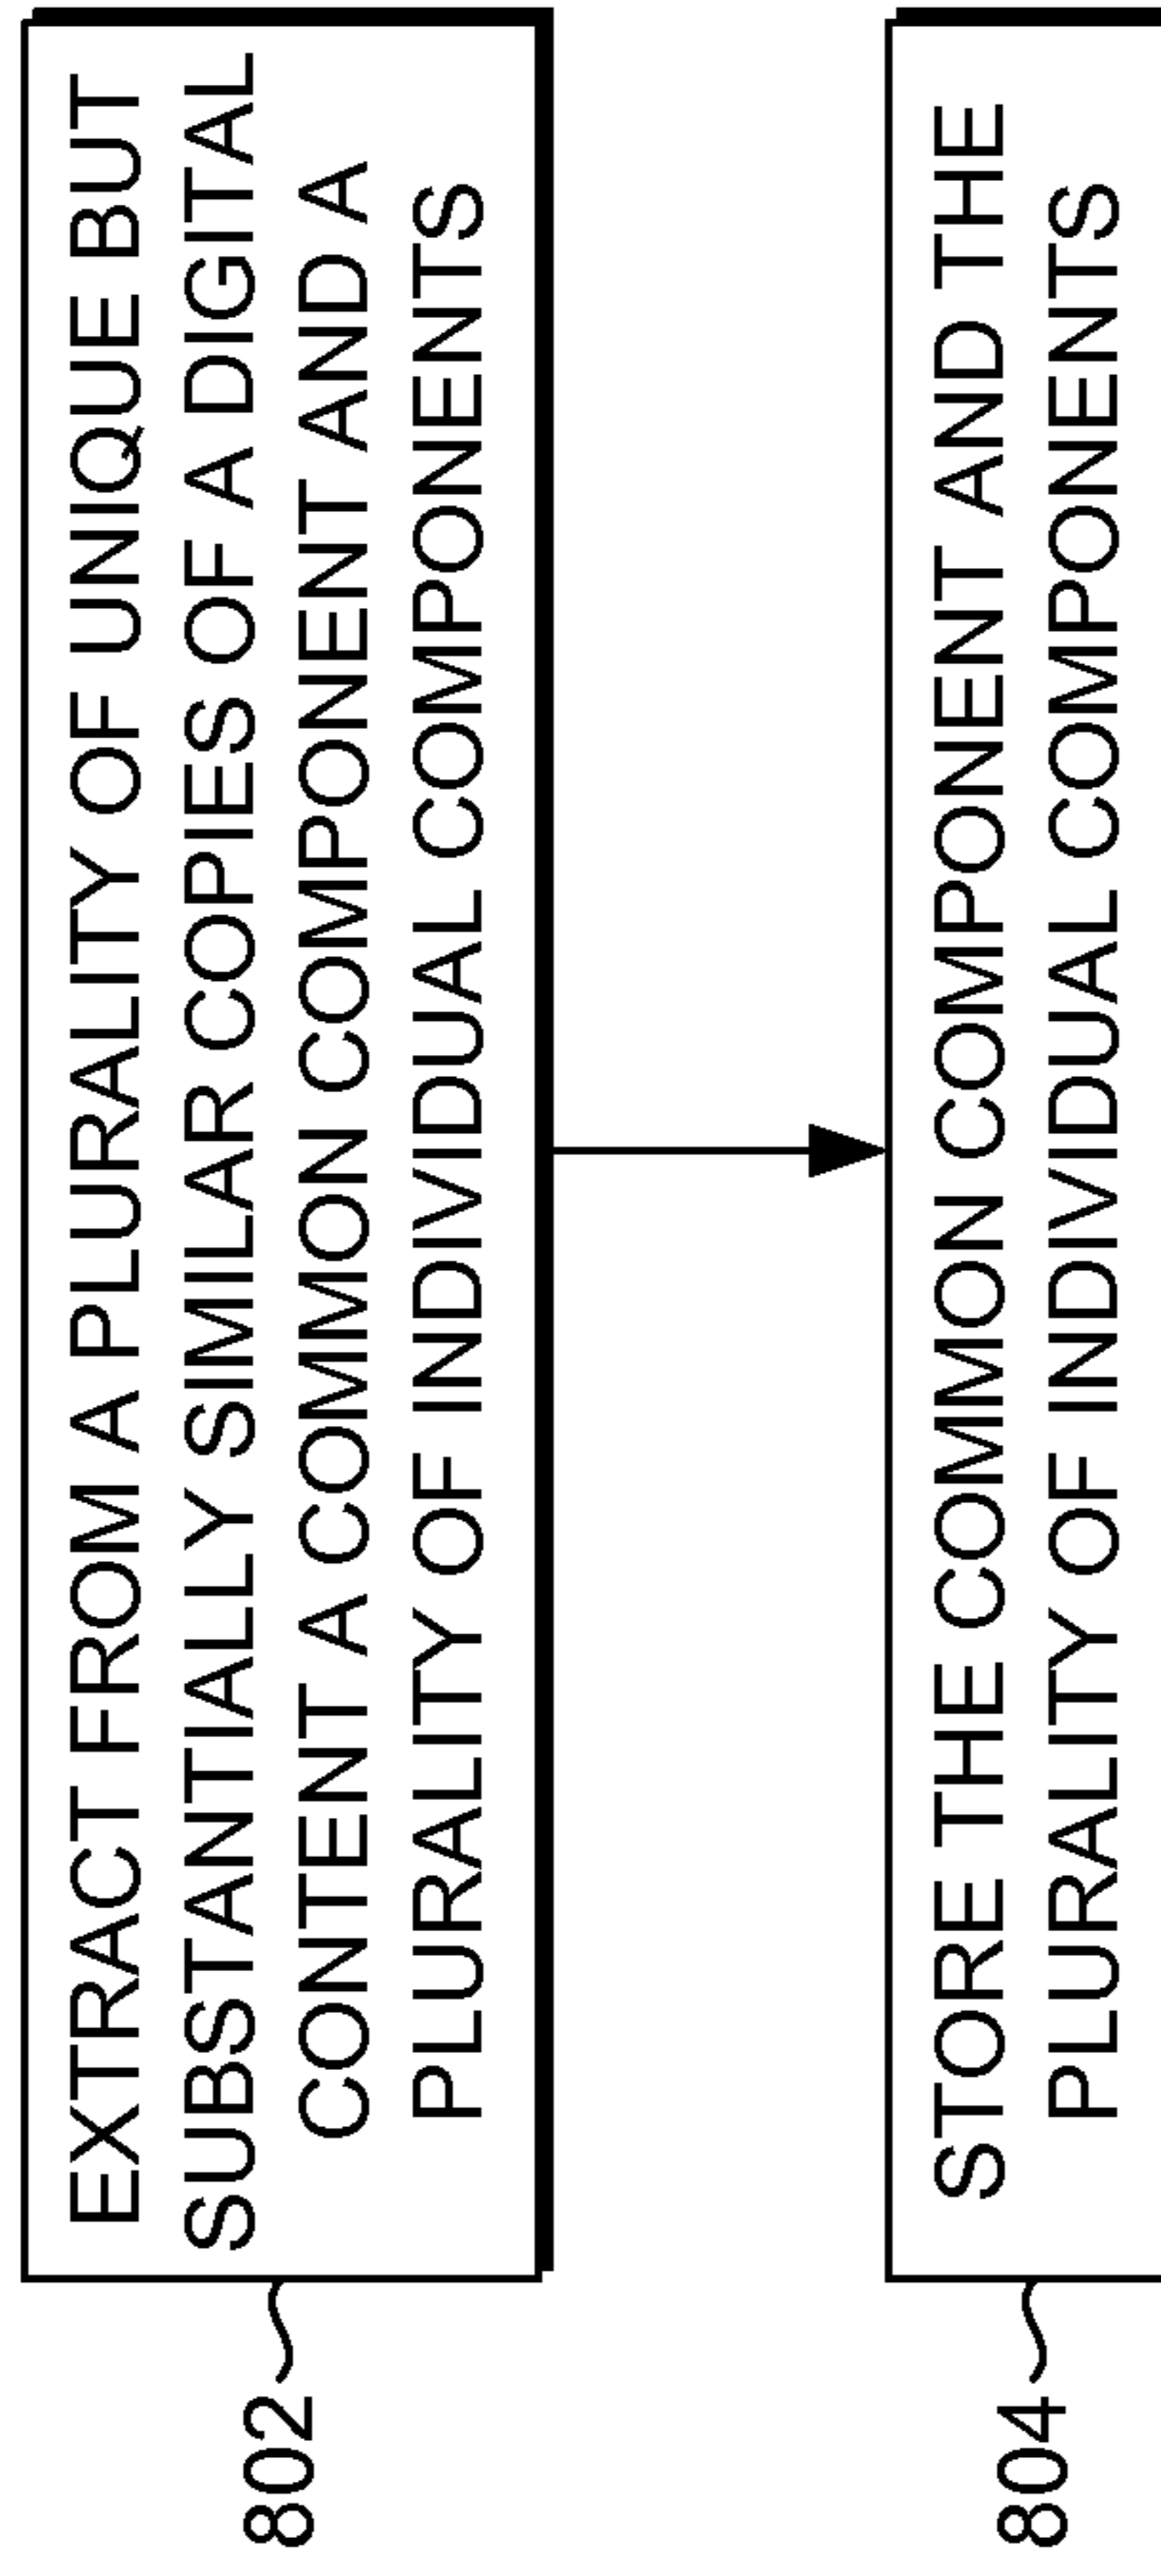 EXTRACT FROM A PLURALITY OF UNIQUE BUT
SUBSTANTIALLY SIMILAR COPIES OF A DIGITAL
CONTENT A COMMON COMPONENT AND A
PLURALITY OF INDIVIDUAL COMPONENTS
802
STORE THE COMMON COMPONENT AND THE
PLURALITY OF INDIVIDUAL COMPONENTS
804